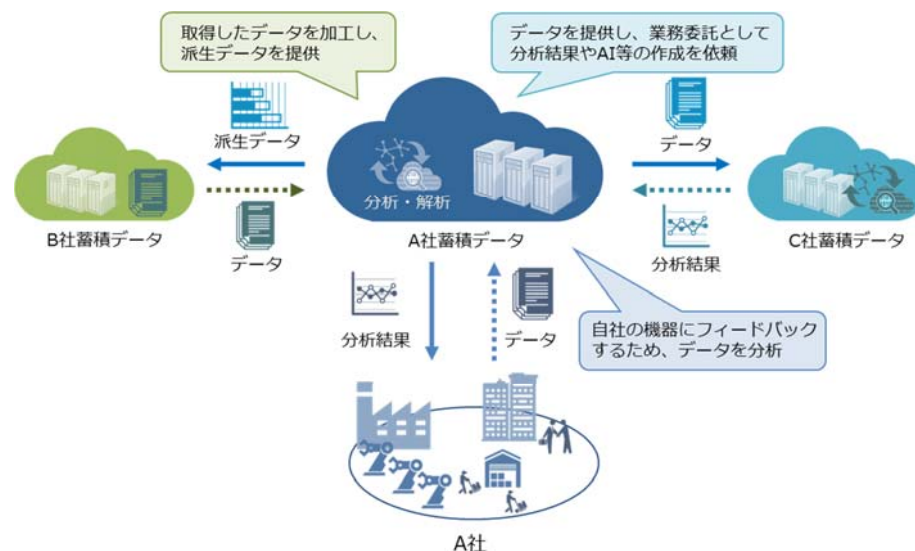 取得したデータを加工し、
派生データを提供
データを提供し、業務委託として
分析結果やAI等の作成を依頼
派生データ
データ
分析・解析
データ
B社蓄積データ
A社蓄積データ
C社蓄積データ
分析結果
分析結果
データ
自社の機器にフィードバック
するため、データを分析
A社